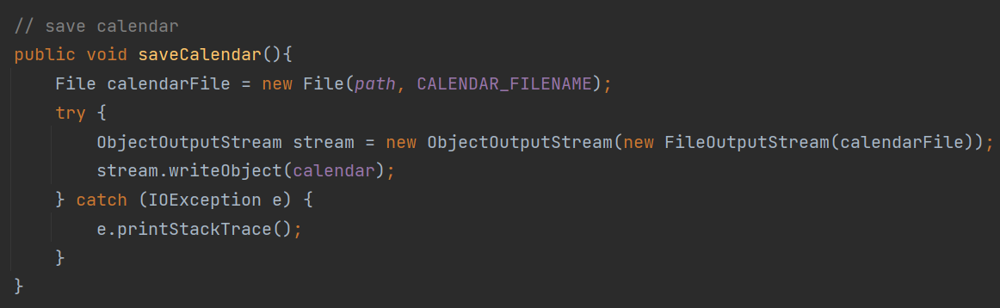 // save calendar
public void saveCalendar(){
    File calendarFile = new File(path, CALENDAR_FILENAME);
    try {
        ObjectOutputStream stream = new ObjectOutputStream(new FileOutputStream(calendarFile));
        stream.writeObject(calendar);
    } catch (IOException e) {
        e.printStackTrace();
    }
}